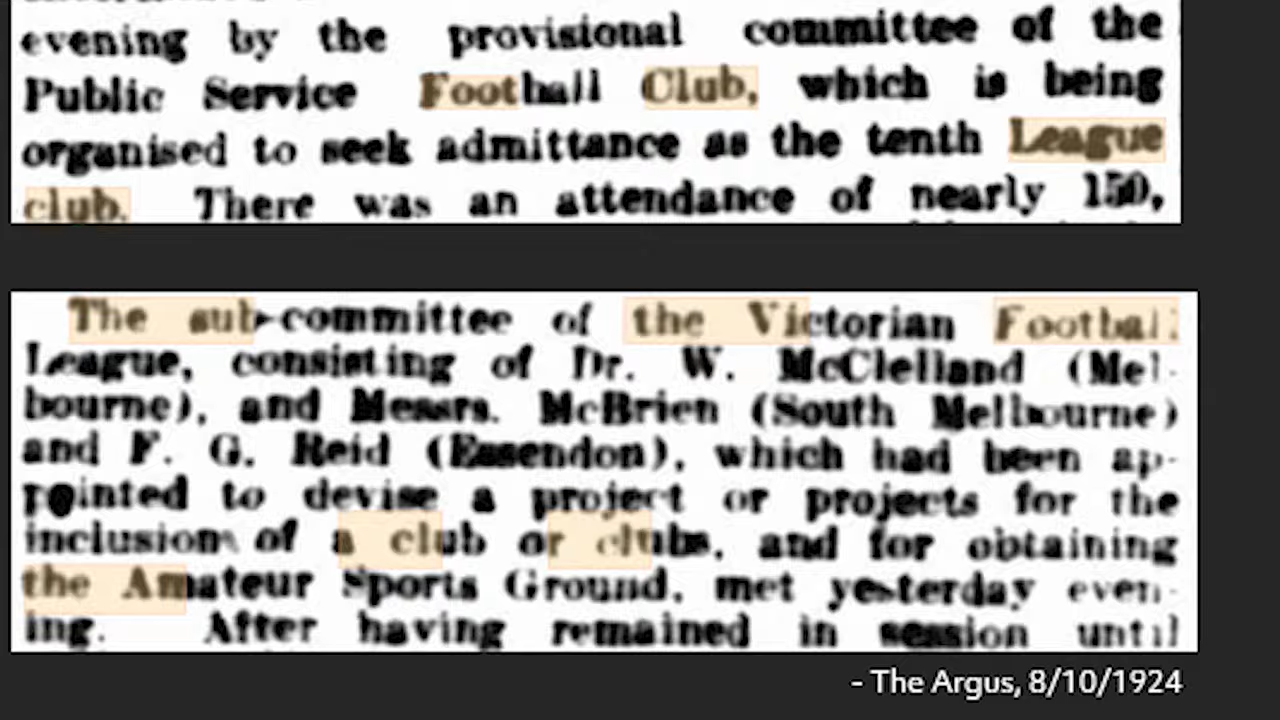 evening by the provisional committee of the
Public Service Football Club, which is being
organised to seek admittance as the tenth League
club. There was an attendance of nearly 150,
The sub-committee of the Victorian Football
League, consisting of Dr. W. McClelland (Mel-
bourne), and Messrs. McBrien (South Melbourne)
and F. G. Reid (Essendon), which had been ap-
pointed to devise a project or projects for the
inclusion of a club or clubs, and for obtaining
the Amateur Sports Ground, met yesterday even-
ing. After having remained in session until
- The Argus, 8/10/1924